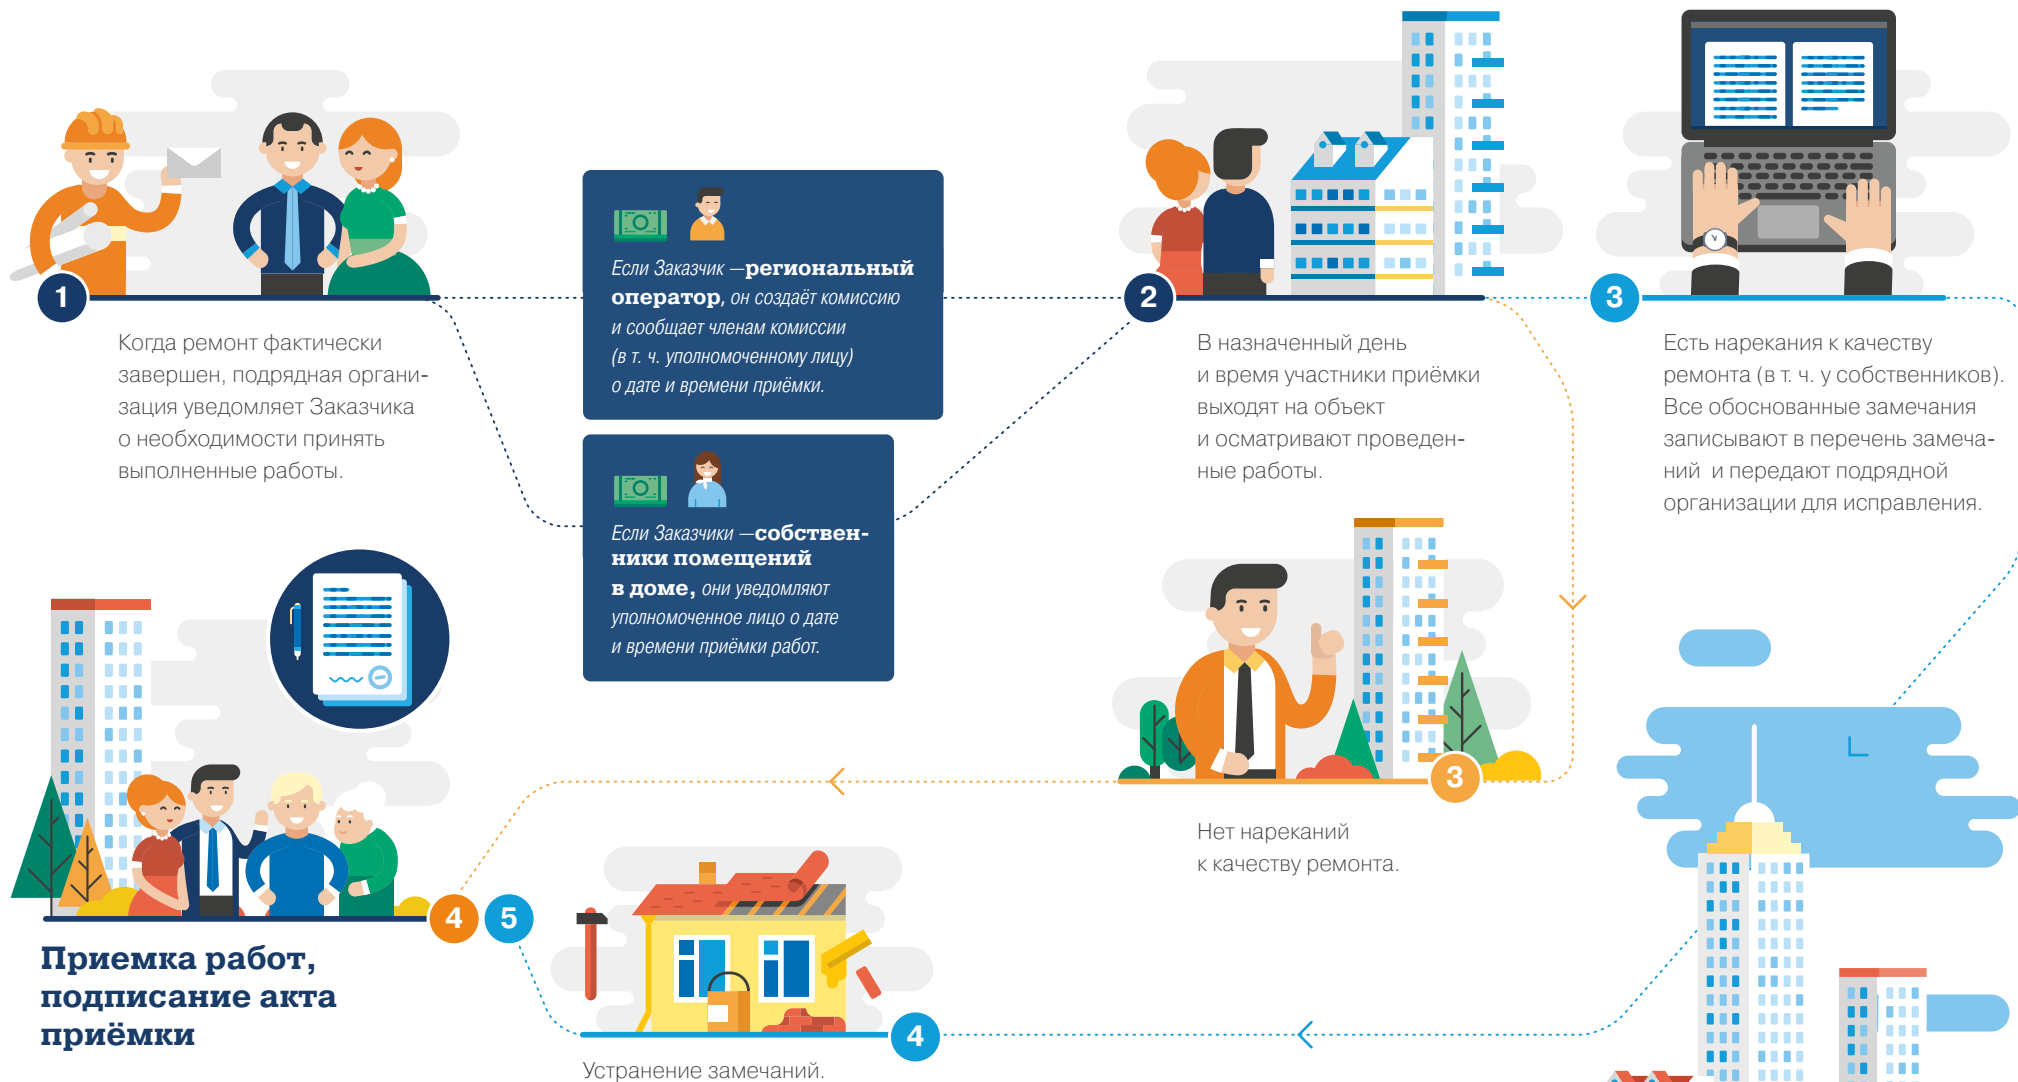 1
Когда ремонт фактически
завершен, подрядная органи-
зация уведомляет Заказчика
о необходимости принять
выполненные работы.
Если Заказчик —региональный
оператор, он создаёт комиссию
и сообщает членам комиссии
(в т. ч. уполномоченному лицу)
о дате и времени приёмки.
Если Заказчики —собствен-
ники помещений
в доме, они уведомляют
уполномоченное лицо о дате
и времени приёмки работ.
2
В назначенный день
и время участники приёмки
выходят на объект
и осматривают проведен-
ные работы.
3
Есть нарекания к качеству
ремонта (в т. ч. у собственников).
Все обоснованные замечания
записывают в перечень замеча-
ний и передают подрядной
организации для исправления.
3
Нет нареканий
к качеству ремонта.
4
Устранение замечаний.
4 5
Приемка работ,
подписание акта
приёмки